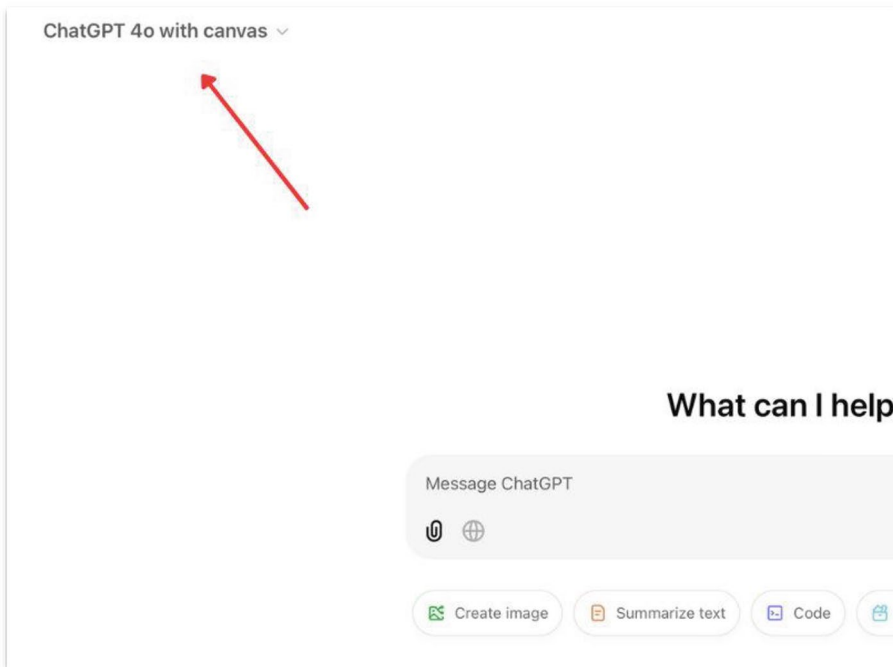 ChatGPT 4o with canvas
What can I help
Message ChatGPT
Create image Summarize text Code